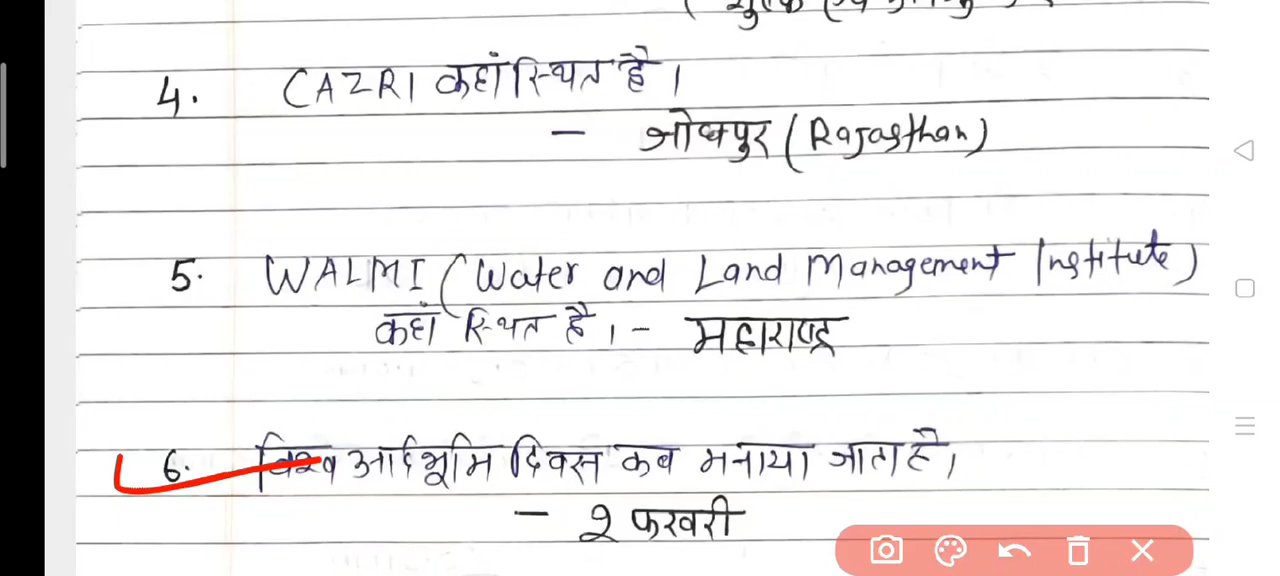 4. CAZRI कहां स्थित है।
- जोधपुर (Rajasthan)
5. WALMI (Water and Land Management Institute)
कहां स्थित है। - महाराष्ट्र
6. विश्व आर्द भूमि दिवस कब मनाया जाता है।
- 2 फरवरी